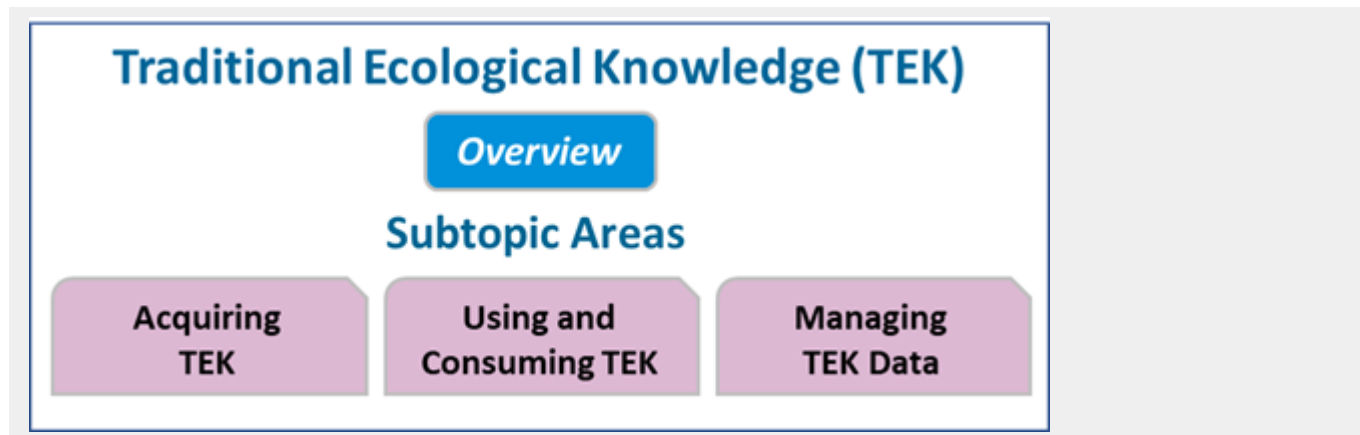 Traditional Ecological Knowledge (TEK)
Overview
Subtopic Areas
Acquiring
TEK
Using and
Consuming TEK
Managing
TEK Data